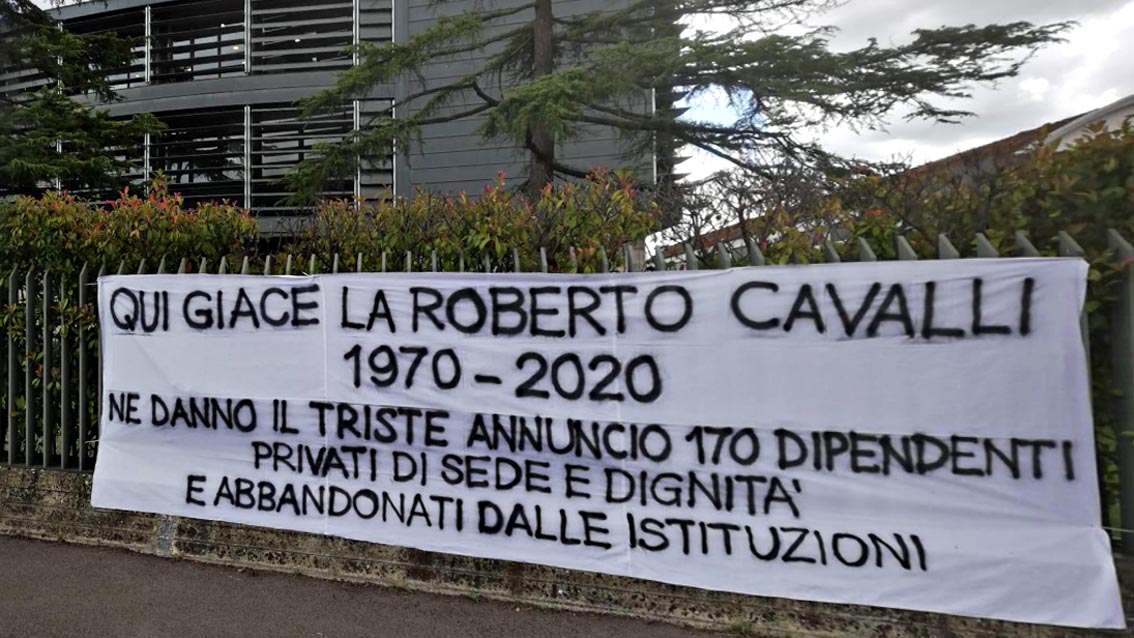 QUI GIACE LA ROBERTO CAVALLI
1970-2020
NE DANNO IL TRISTE ANNUNCIO 170 DIPENDENTI
PRIVATI DI SEDE E DIGNITA'
E ABBANDONATI DALLE ISTITUZIONI